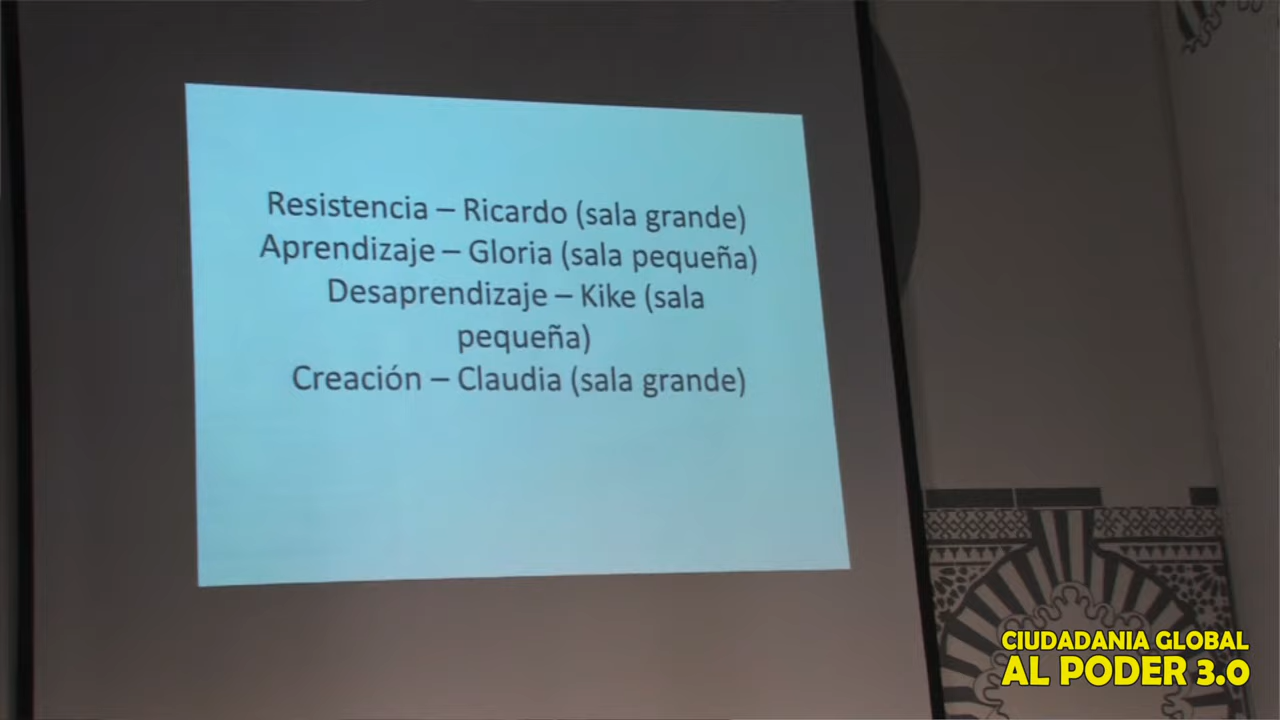 Resistencia – Ricardo (sala grande)
Aprendizaje – Gloria (sala pequeña)
Desaprendizaje – Kike (sala
pequeña)
Creación – Claudia (sala grande)
CIUDADANIA GLOBAL
AL PODER 3.0